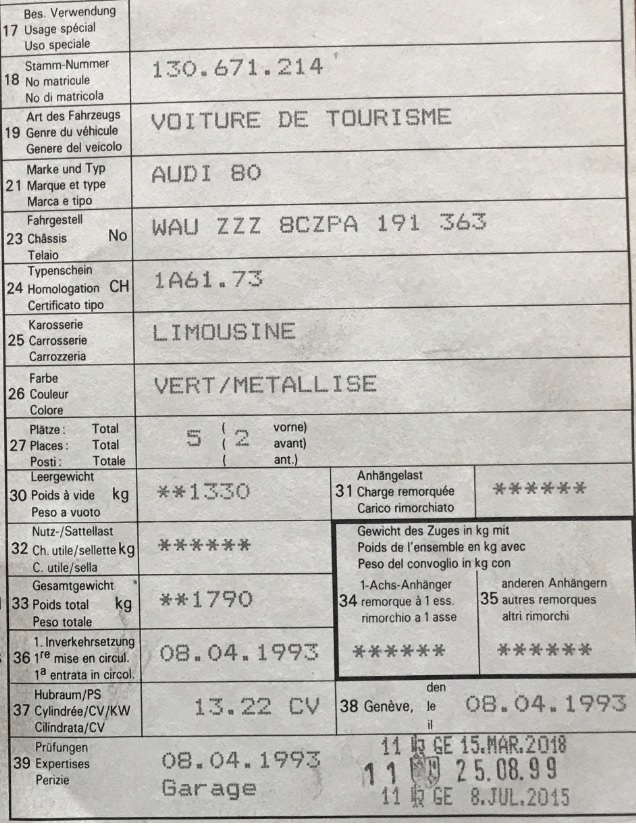 Bes. Verwendung
17 Usage spécial
Uso speciale
Stamm-Nummer
18 No matricule
No di matricola
130.671.214
Art des Fahrzeugs
19 Genre du véhicule
Genere del veicolo
VOITURE DE TOURISME
Marke und Typ
21 Marque et type
Marca e tipo
AUDI 80
Fahrgestell
23 Châssis No
Telaio
WAU ZZZ 8CZPA 191 363
Typenschein
24 Homologation CH
Certificato tipo
1A61.73
Karosserie
25 Carrosserie
Carrozzeria
LIMOUSINE
Farbe
26 Couleur
Colore
VERT/METALLISE
Plätze: Total
27 Places: Total
Posti: Totale
5 ( 2 vorne)
( avant)
( ant.)
Leergewicht
30 Poids à vide kg
Peso a vuoto
**1330
Anhängelast
31 Charge remorquée
Carico rimorchiato
******
Nutz-/Sattellast
32 Ch. utile/sellette kg
C. utile/sella
******
Gewicht des Zuges in kg mit
Poids de l'ensemble en kg avec
Peso del convoglio in kg con
Gesamtgewicht
33 Poids total kg
Peso totale
**1790
1-Achs-Anhänger
34 remorque à 1 ess.
rimorchio a 1 asse
******
anderen Anhängern
35 autres remorques
altri rimorchi
******
1. Inverkehrsetzung
36 1re mise en circul.
1a entrata in circol.
08.04.1993
Hubraum/PS
37 Cylindrée/CV/KW
Cilindrata/CV
13.22 CV
den
38 Genève, le
il
08.04.1993
Prüfungen
39 Expertises
Perizie
08.04.1993
Garage
11 GE 15.MAR.2018
11 25.08.99
11 GE 8.JUL.2015